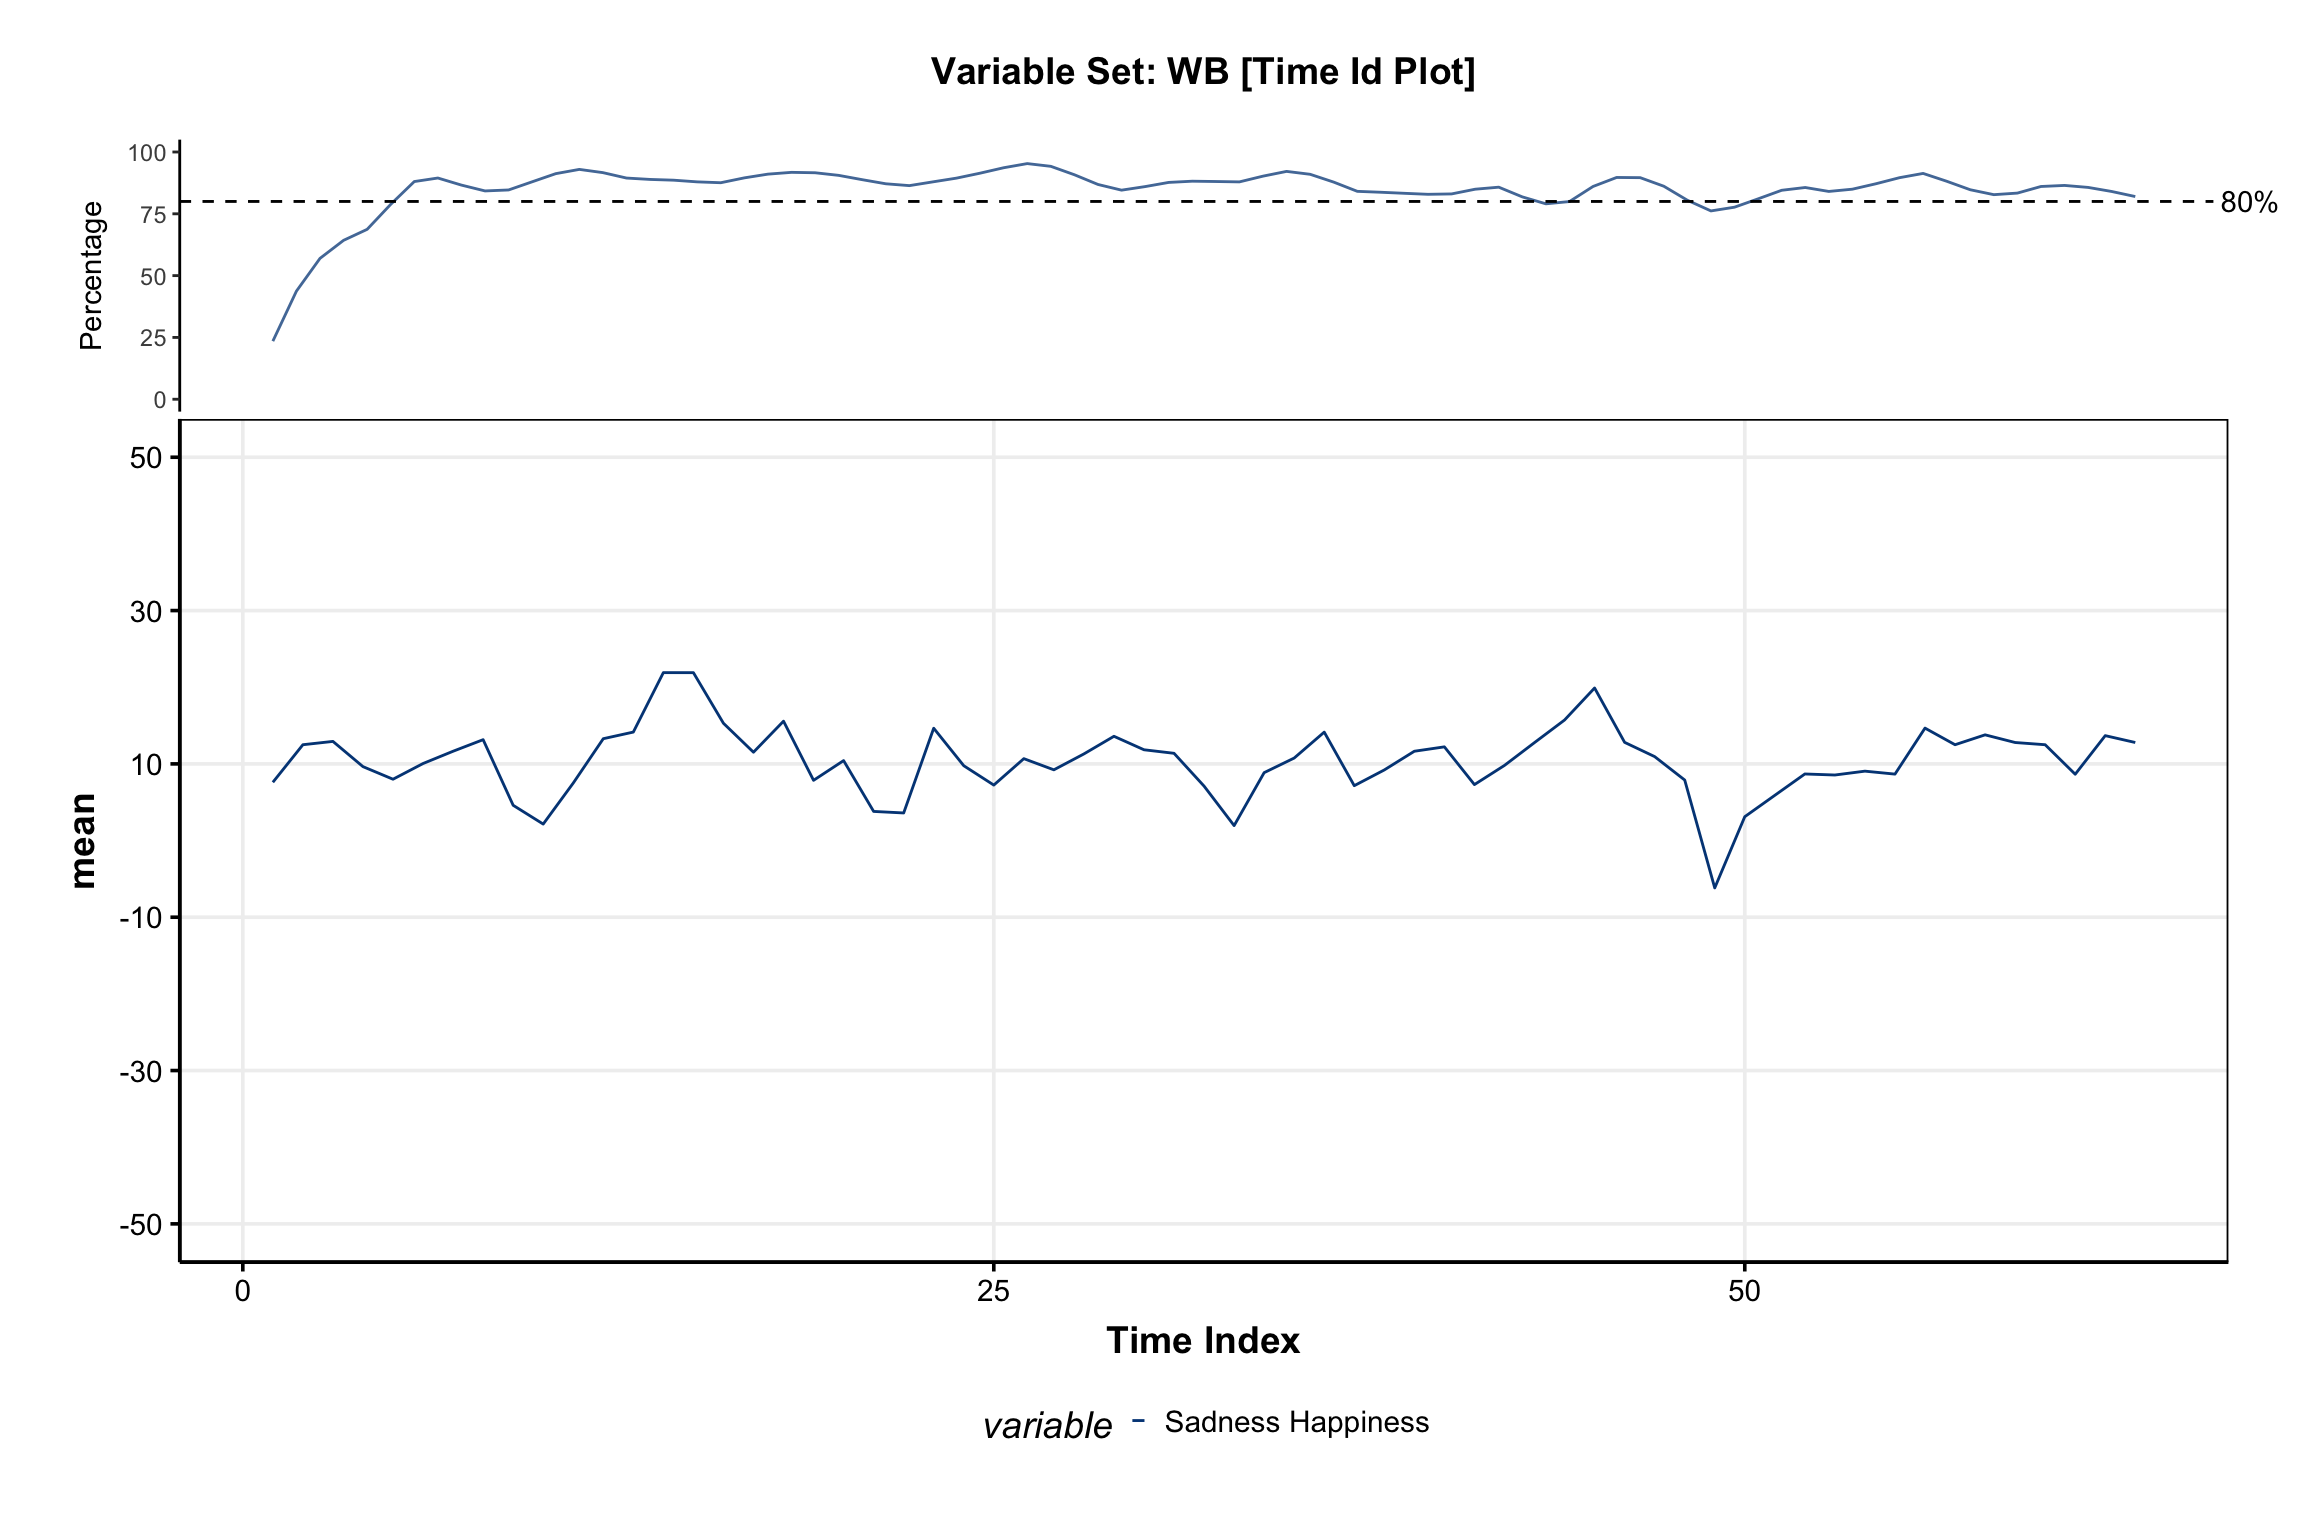 Variable Set: WB [Time Id Plot]
Percentage
100
75
50
25
0
80%
mean
50
30
10
-10
-30
-50
0 25 50
Time Index
variable Sadness Happiness